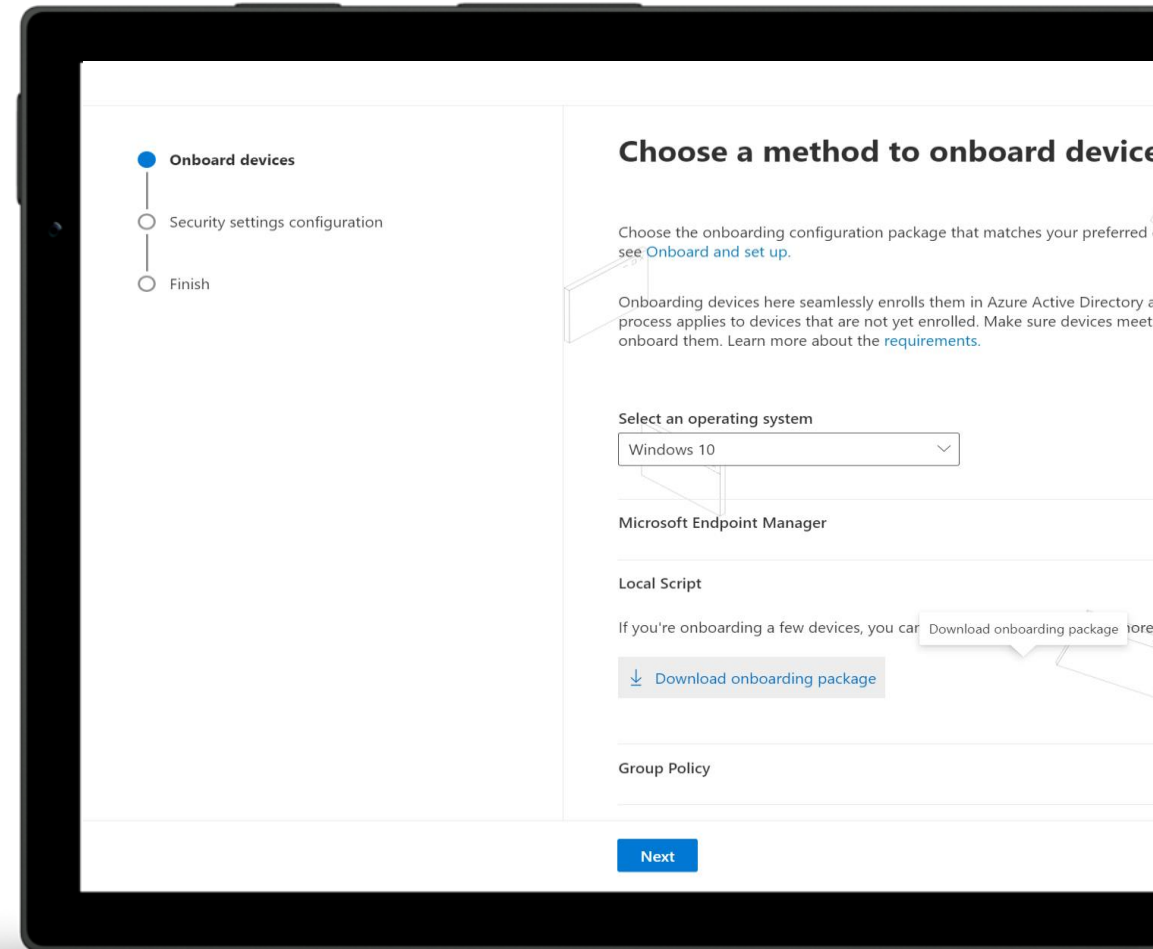 Onboard devices
Security settings configuration
Finish
Choose a method to onboard
Choose the onboarding configuration package that matches your preferred
see Onboard and set up.
Onboarding devices here seamlessly enrolls them in Azure Active Directory
process applies to devices that are not yet enrolled. Make sure devices meet
onboard them. Learn more about the requirements.
Select an operating system
Windows 10
Microsoft Endpoint Manager
Local Script
If you're onboarding a few devices, you
Download onboarding package
Download onboarding package
Group Policy
Next